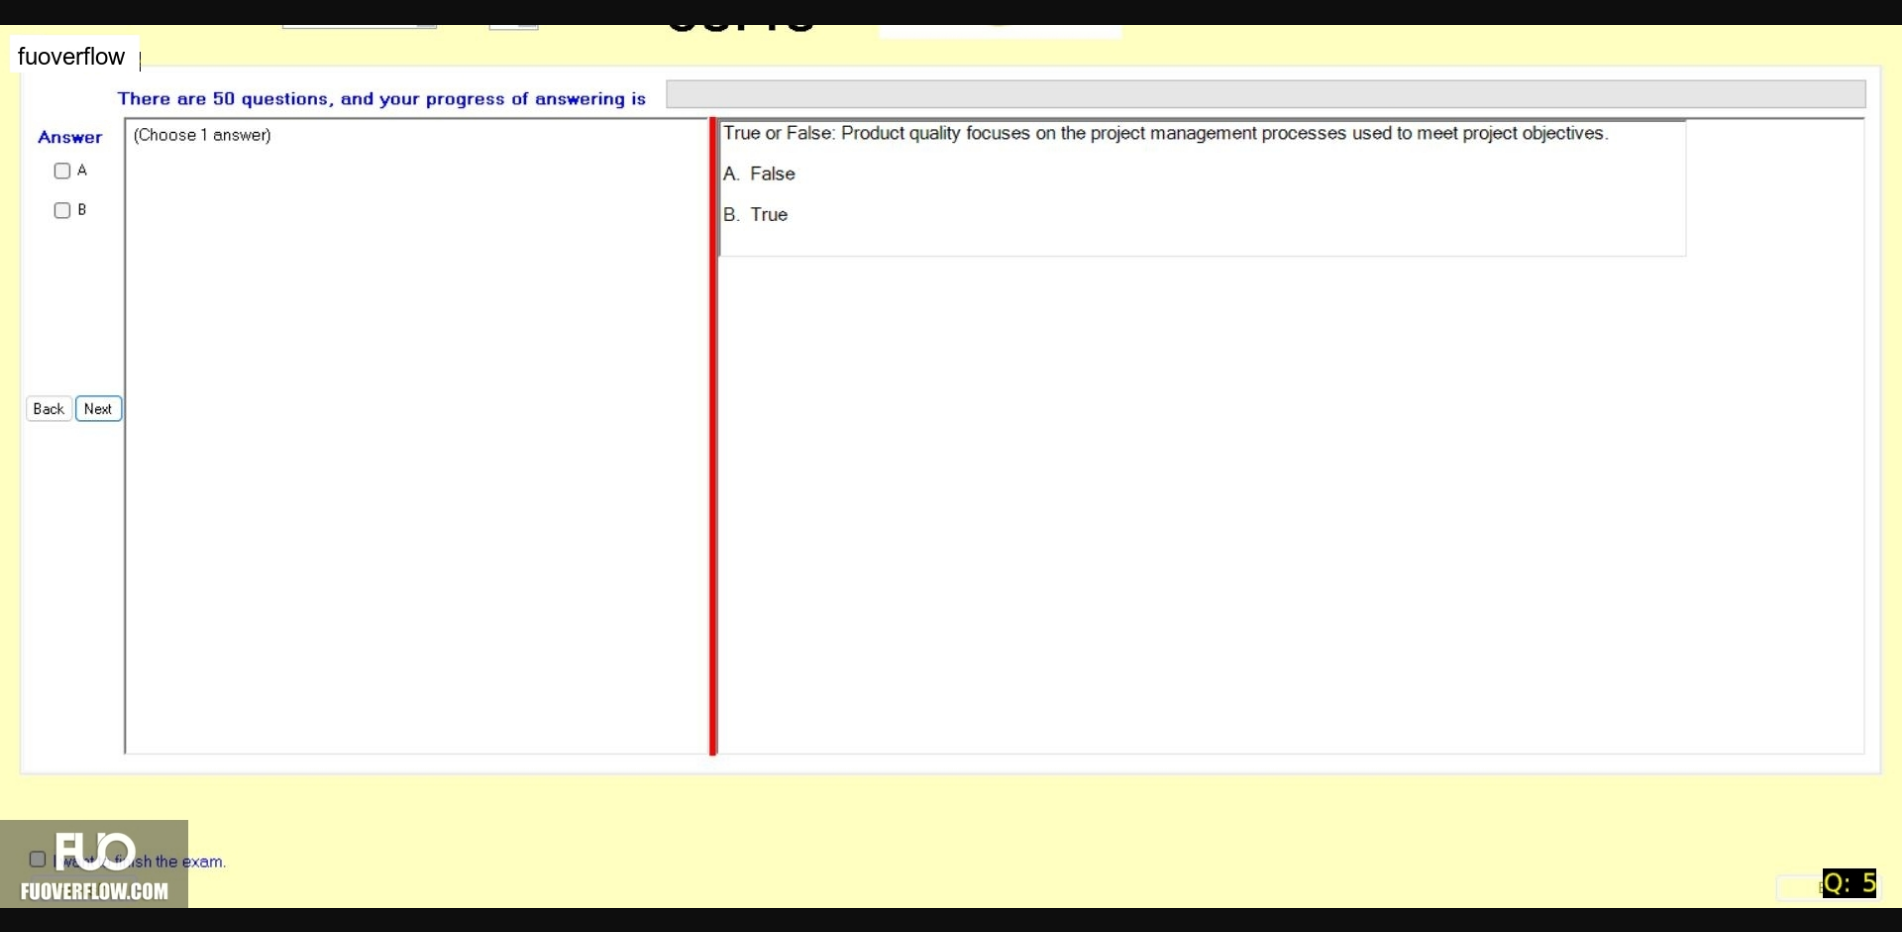 fuoverflow
There are 50 questions, and your progress of answering is
Answer
(Choose 1 answer)
A
B
True or False: Product quality focuses on the project management processes used to meet project objectives.
A. False
B. True
Back
Next
I want to finish the exam.
FUO
FUOVERFLOW.COM
Q: 5